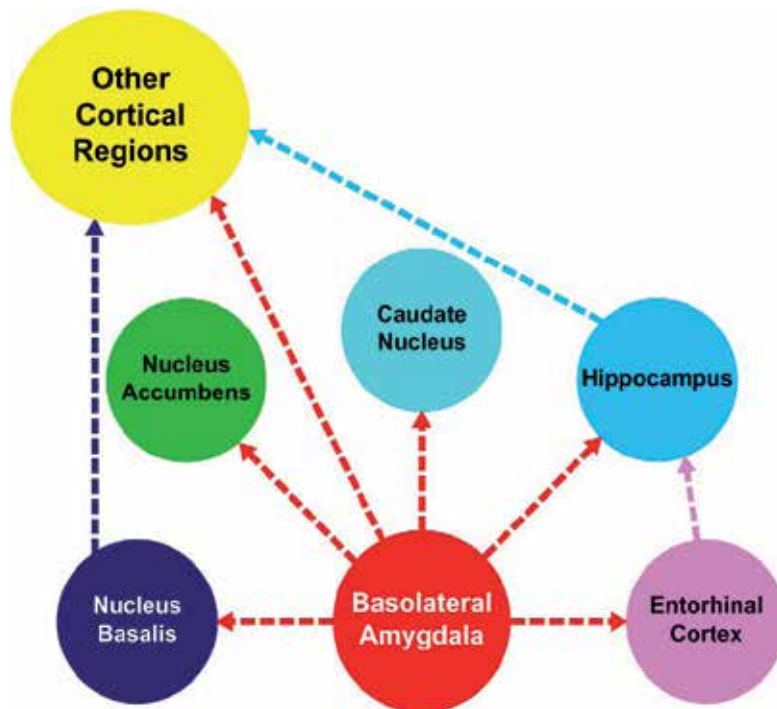 Other
Cortical
Regions
Caudate
Nucleus
Nucleus
Accumbens
Hippocampus
Nucleus
Basalis
Basolateral
Amygdala
Entorhinal
Cortex